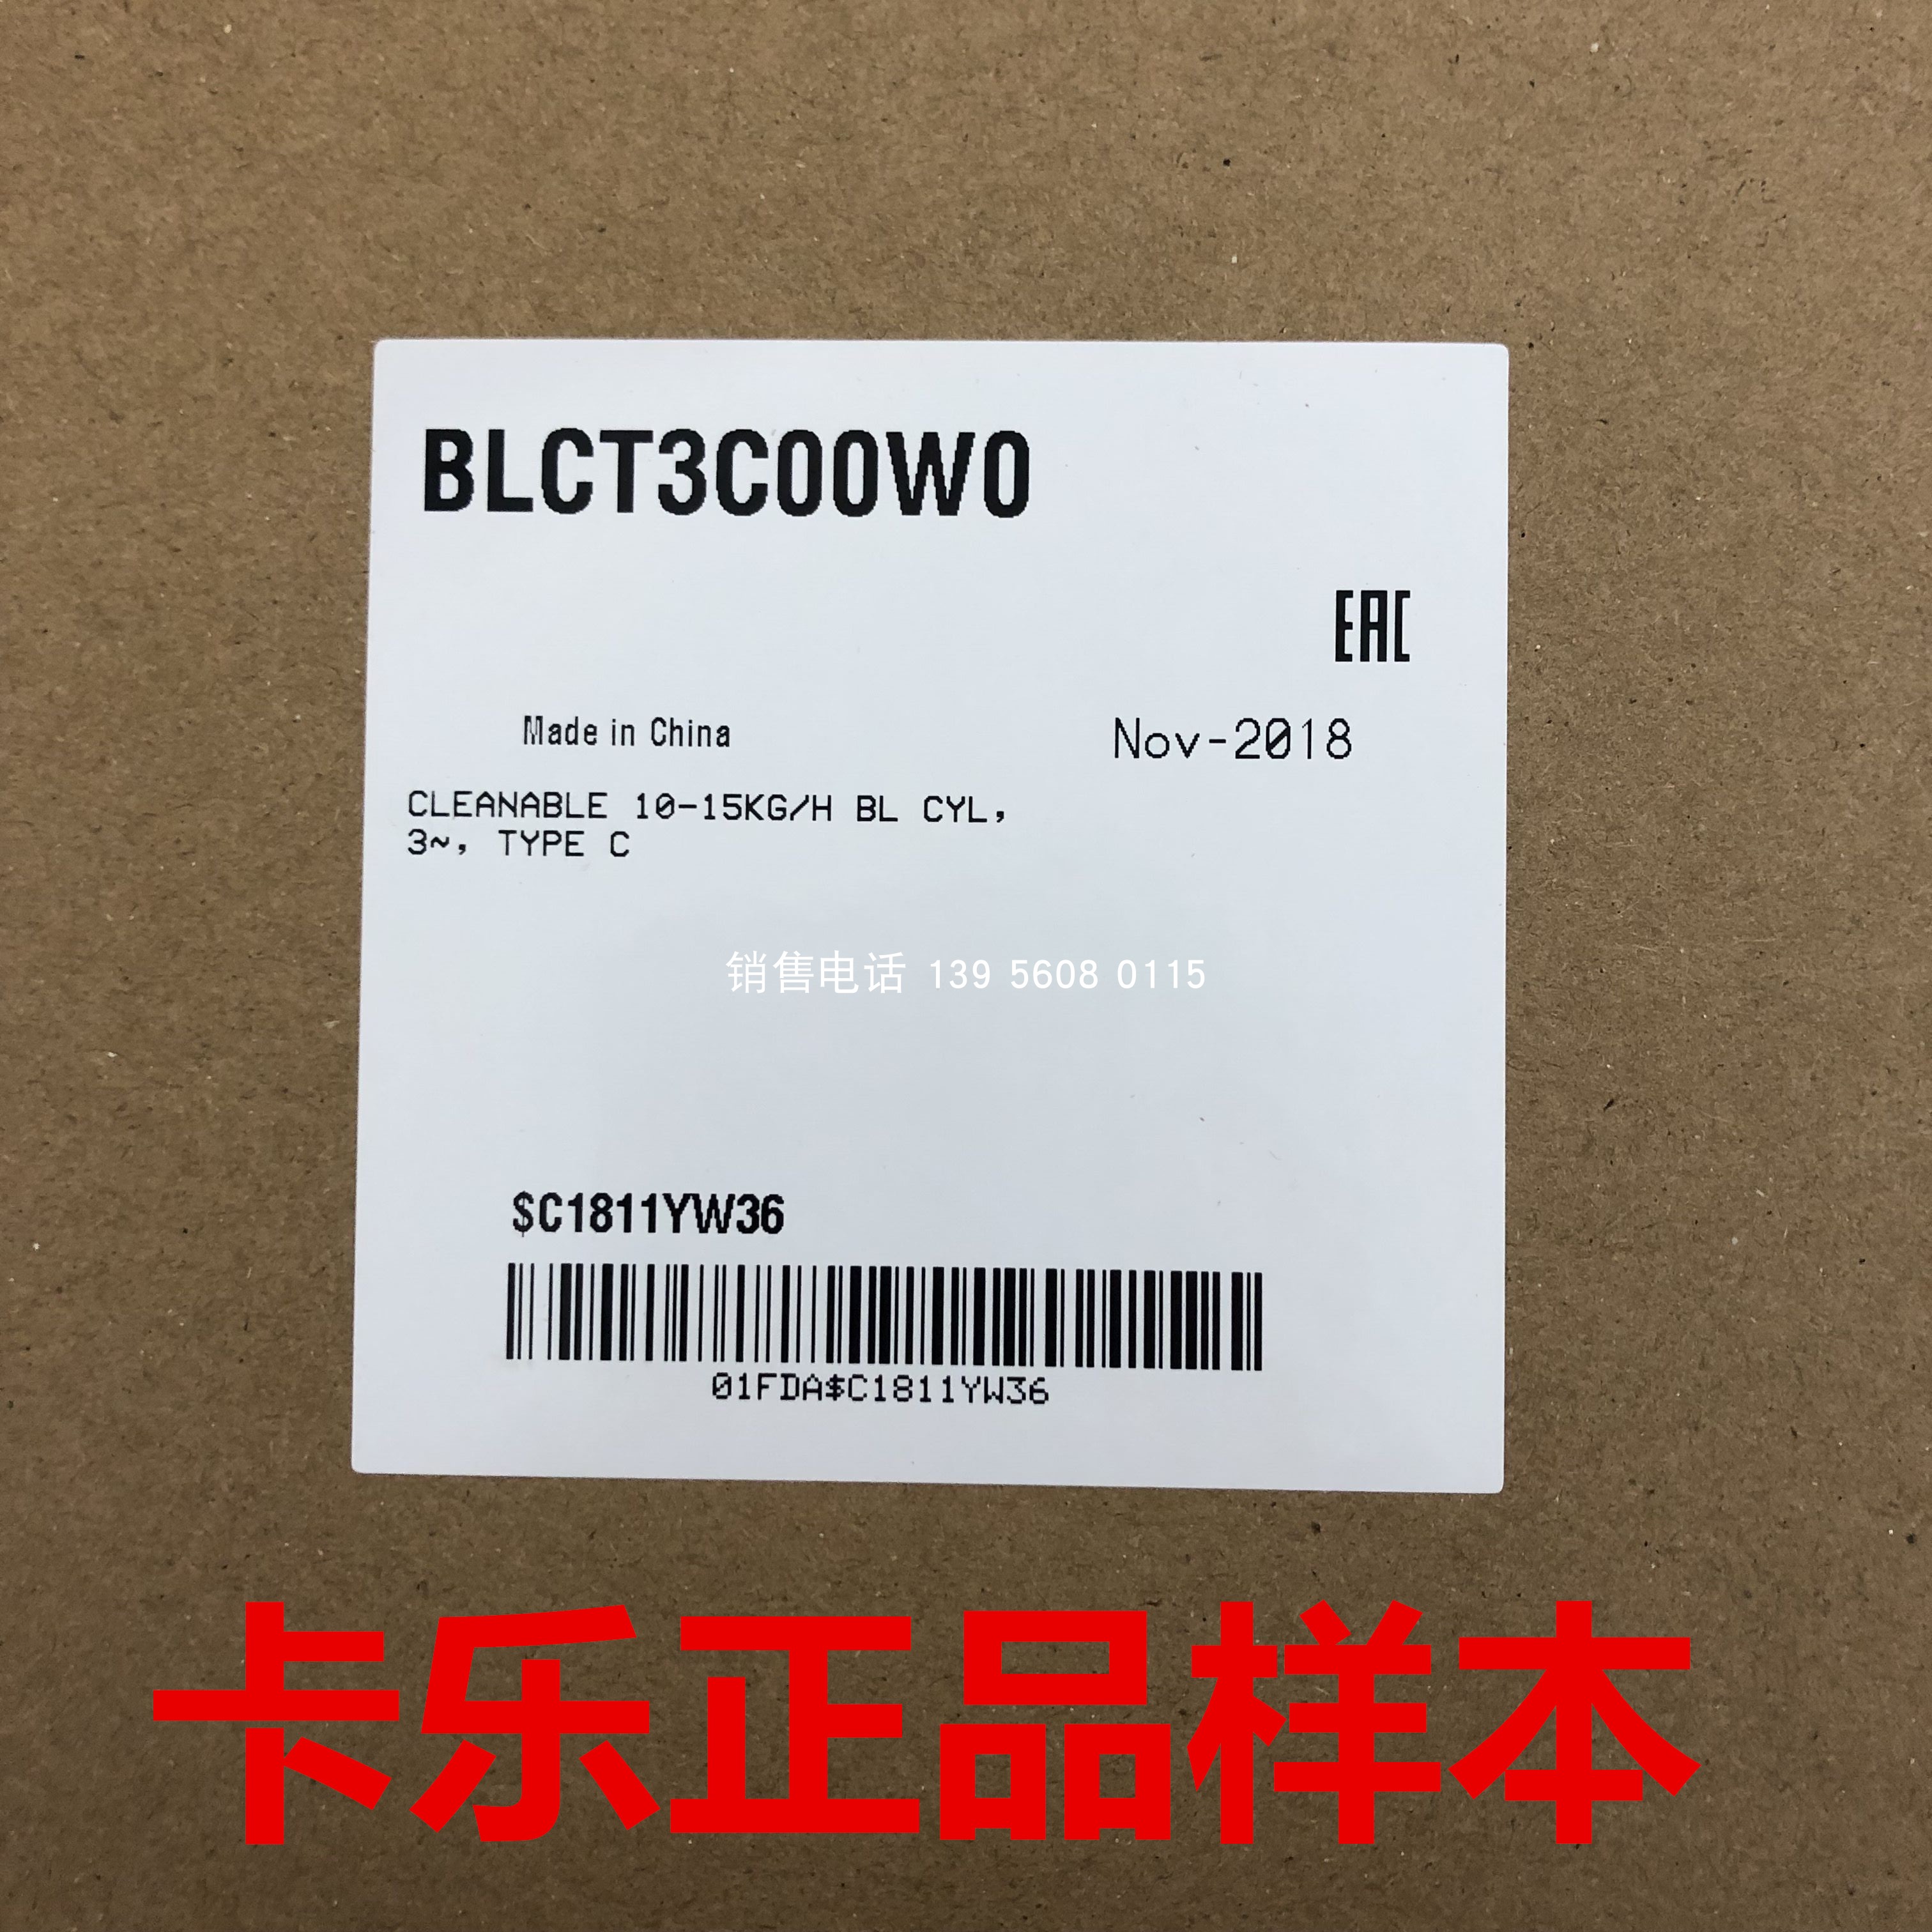 BLCT3C00W0
EAC
Made in China
Nov-2018
CLEANABLE 10-15KG/H BL CYL,
3~, TYPE C
销售电话 139 5608 0115
$C1811YW36
01FDA$C1811YW36
卡乐正品样本